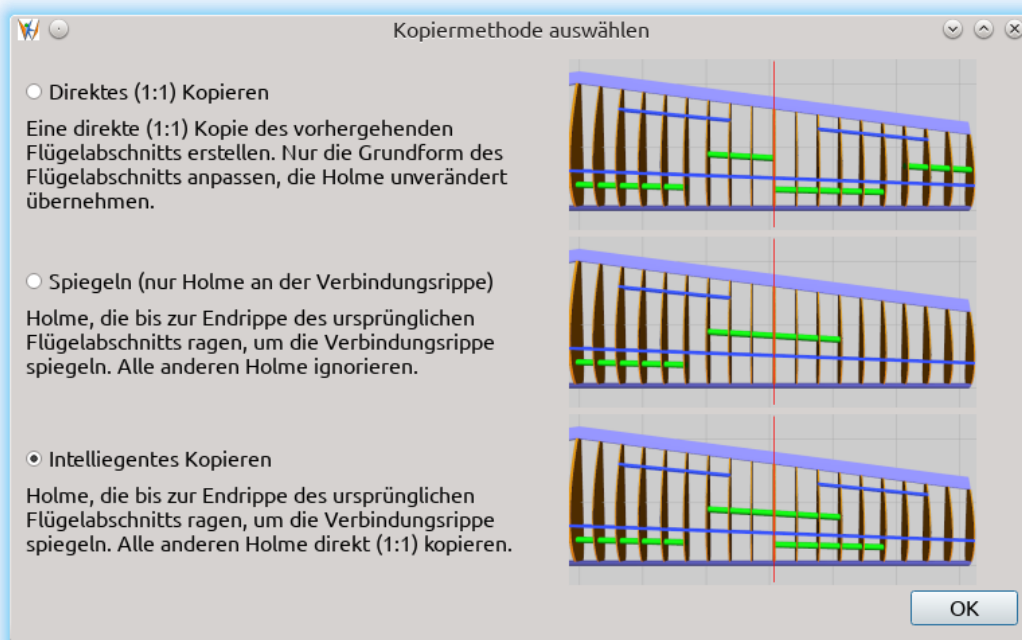 Kopiermethode auswählen
Direktes (1:1) Kopieren
Eine direkte (1:1) Kopie des vorhergehenden
Flügelabschnitts erstellen. Nur die Grundform des
Flügelabschnitts anpassen, die Holme unverändert
übernehmen.
Spiegeln (nur Holme an der Verbindungsrippe)
Holme, die bis zur Endrippe des ursprünglichen
Flügelabschnitts ragen, um die Verbindungsrippe
spiegeln. Alle anderen Holme ignorieren.
Intelliegentes Kopieren
Holme, die bis zur Endrippe des ursprünglichen
Flügelabschnitts ragen, um die Verbindungsrippe
spiegeln. Alle anderen Holme direkt (1:1) kopieren.
OK